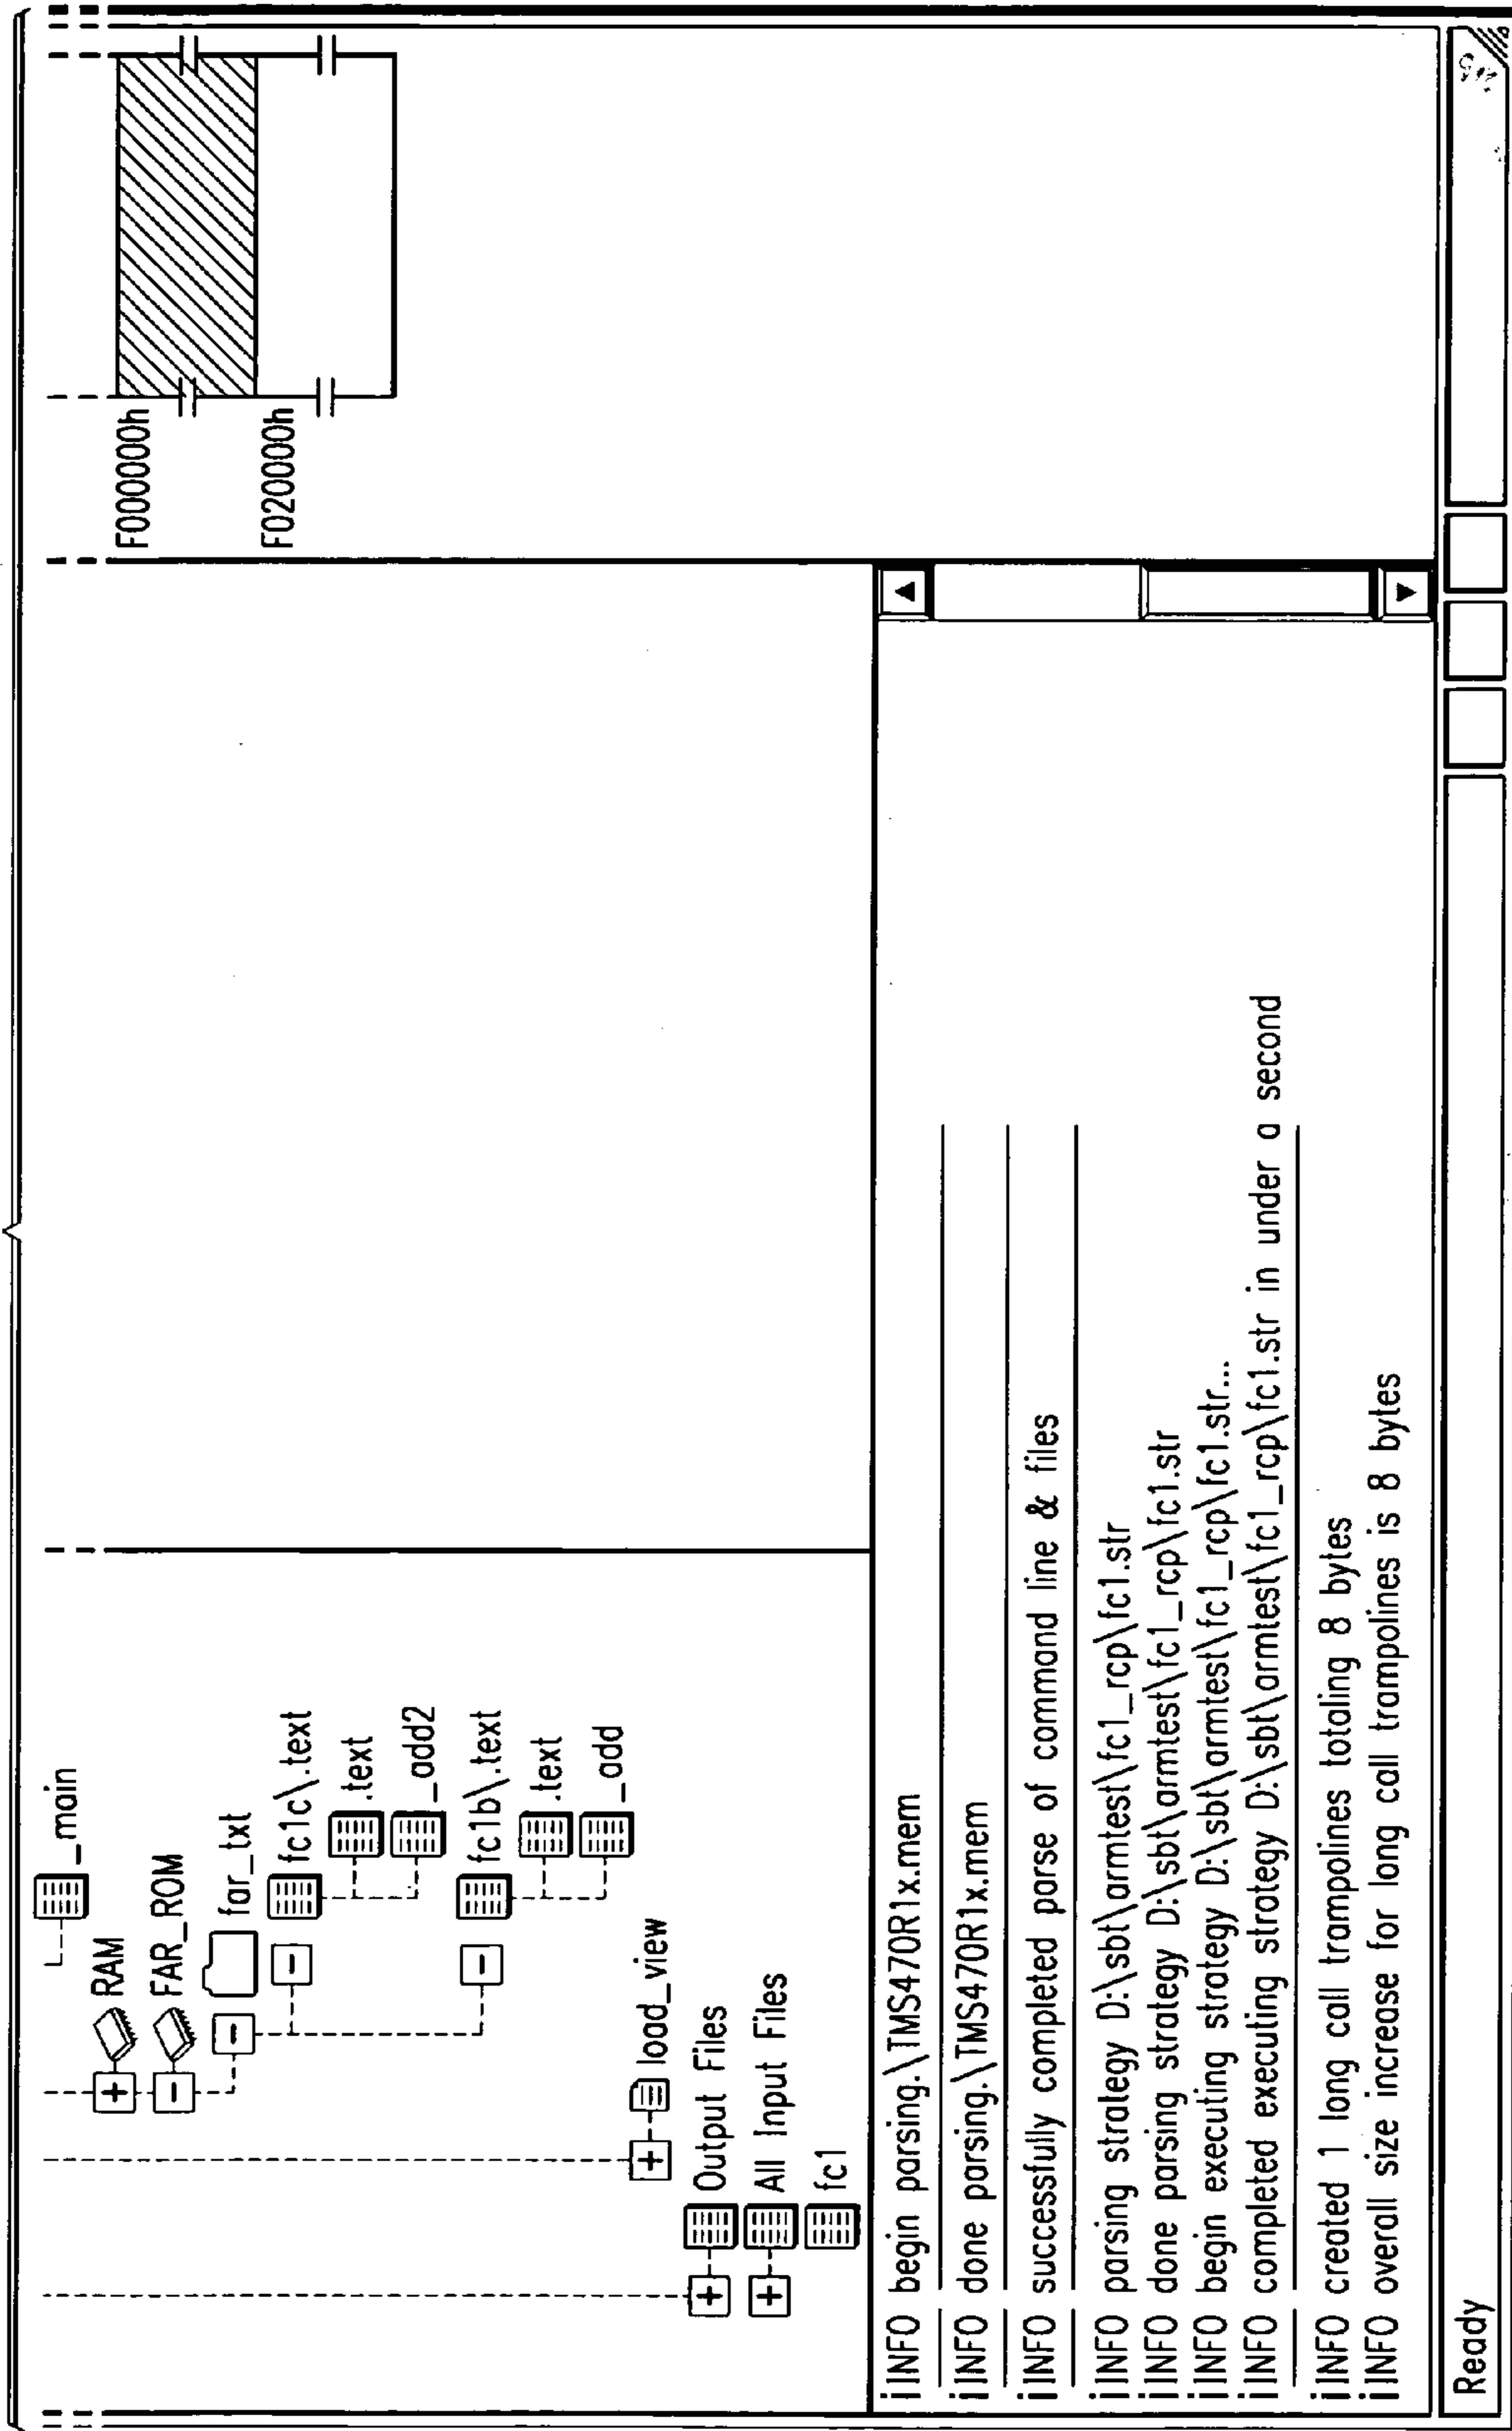 _main
RAM
FAR_ROM
far_txt
fc1c\.text
.text
_add2
fc1b\.text
.text
_add
load_view
Output Files
All Input Files
fc1
F000000h
F020000h
i INFO begin parsing.\TMS470R1x.mem
i INFO done parsing.\TMS470R1x.mem
i INFO successfully completed parse of command line & files
i INFO parsing strategy D:\sbt\armtest\fc1_rcp\fc1.str
i INFO done parsing strategy D:\sbt\armtest\fc1_rcp\fc1.str
i INFO begin executing strategy D:\sbt\armtest\fc1_rcp\fc1.str...
i INFO completed executing strategy D:\sbt\armtest\fc1_rcp\fc1.str in under a second
i INFO created 1 long call trampolines totaling 8 bytes
i INFO overall size increase for long call trampolines is 8 bytes
Ready